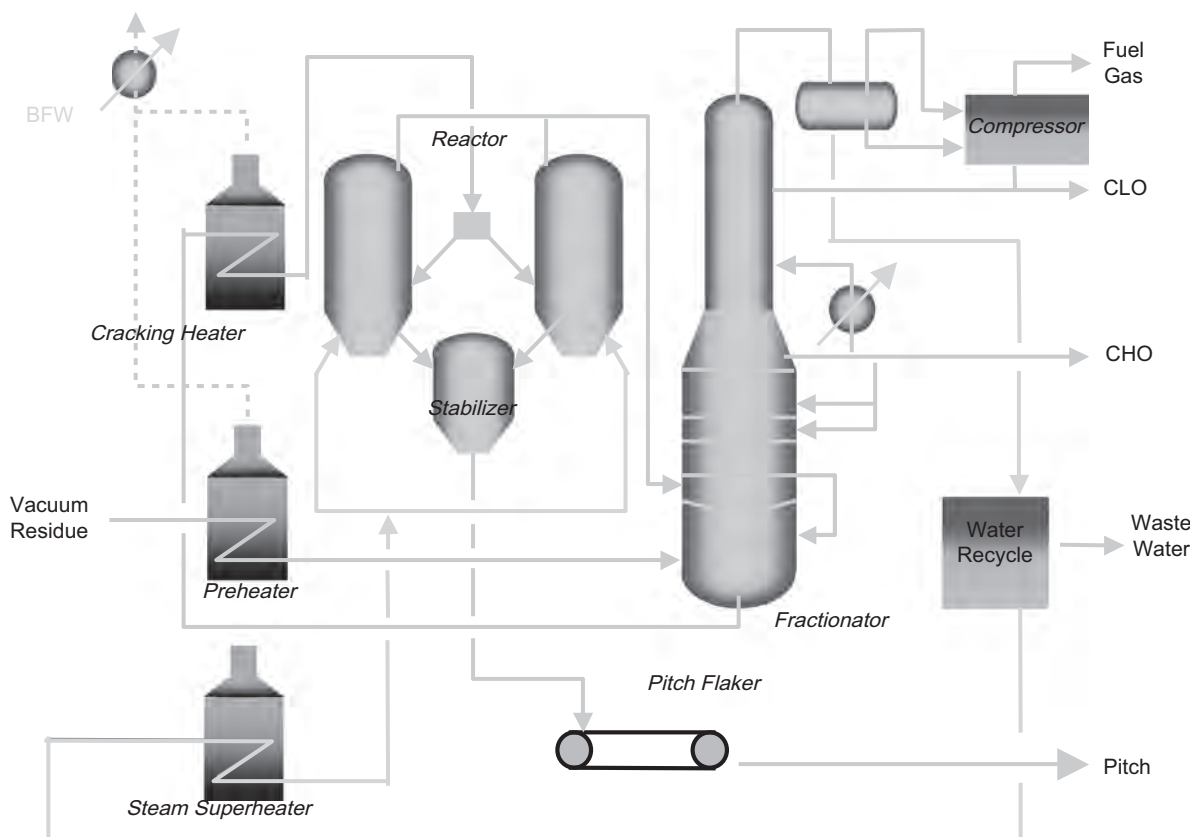 Fuel
Gas
BFW
Compressor
Reactor
CLO
Cracking Heater
CHO
Stabilizer
Vacuum
Residue
Water
Recycle
Waste
Water
Preheater
Fractionator
Pitch Flaker
Pitch
Steam Superheater